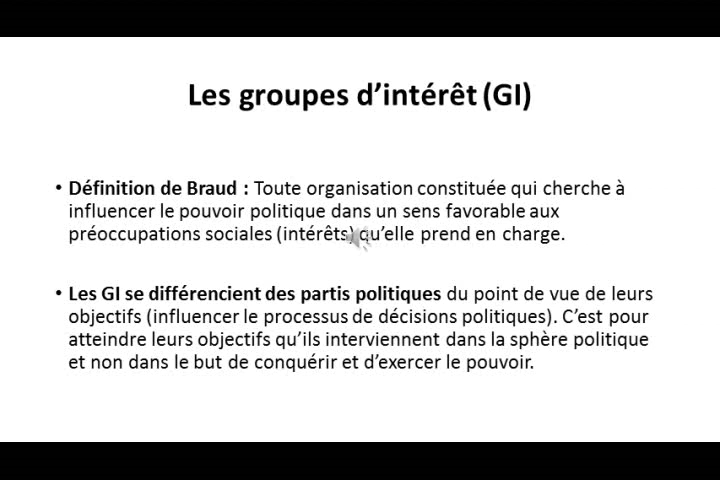 Les groupes d'intérêt (GI)
• Définition de Braud : Toute organisation constituée qui cherche à
influencer le pouvoir politique dans un sens favorable aux
préoccupations sociales (intérêts) qu'elle prend en charge.
• Les GI se différencient des partis politiques du point de vue de leurs
objectifs (influencer le processus de décisions politiques). C'est pour
atteindre leurs objectifs qu'ils interviennent dans la sphère politique
et non dans le but de conquérir et d'exercer le pouvoir.